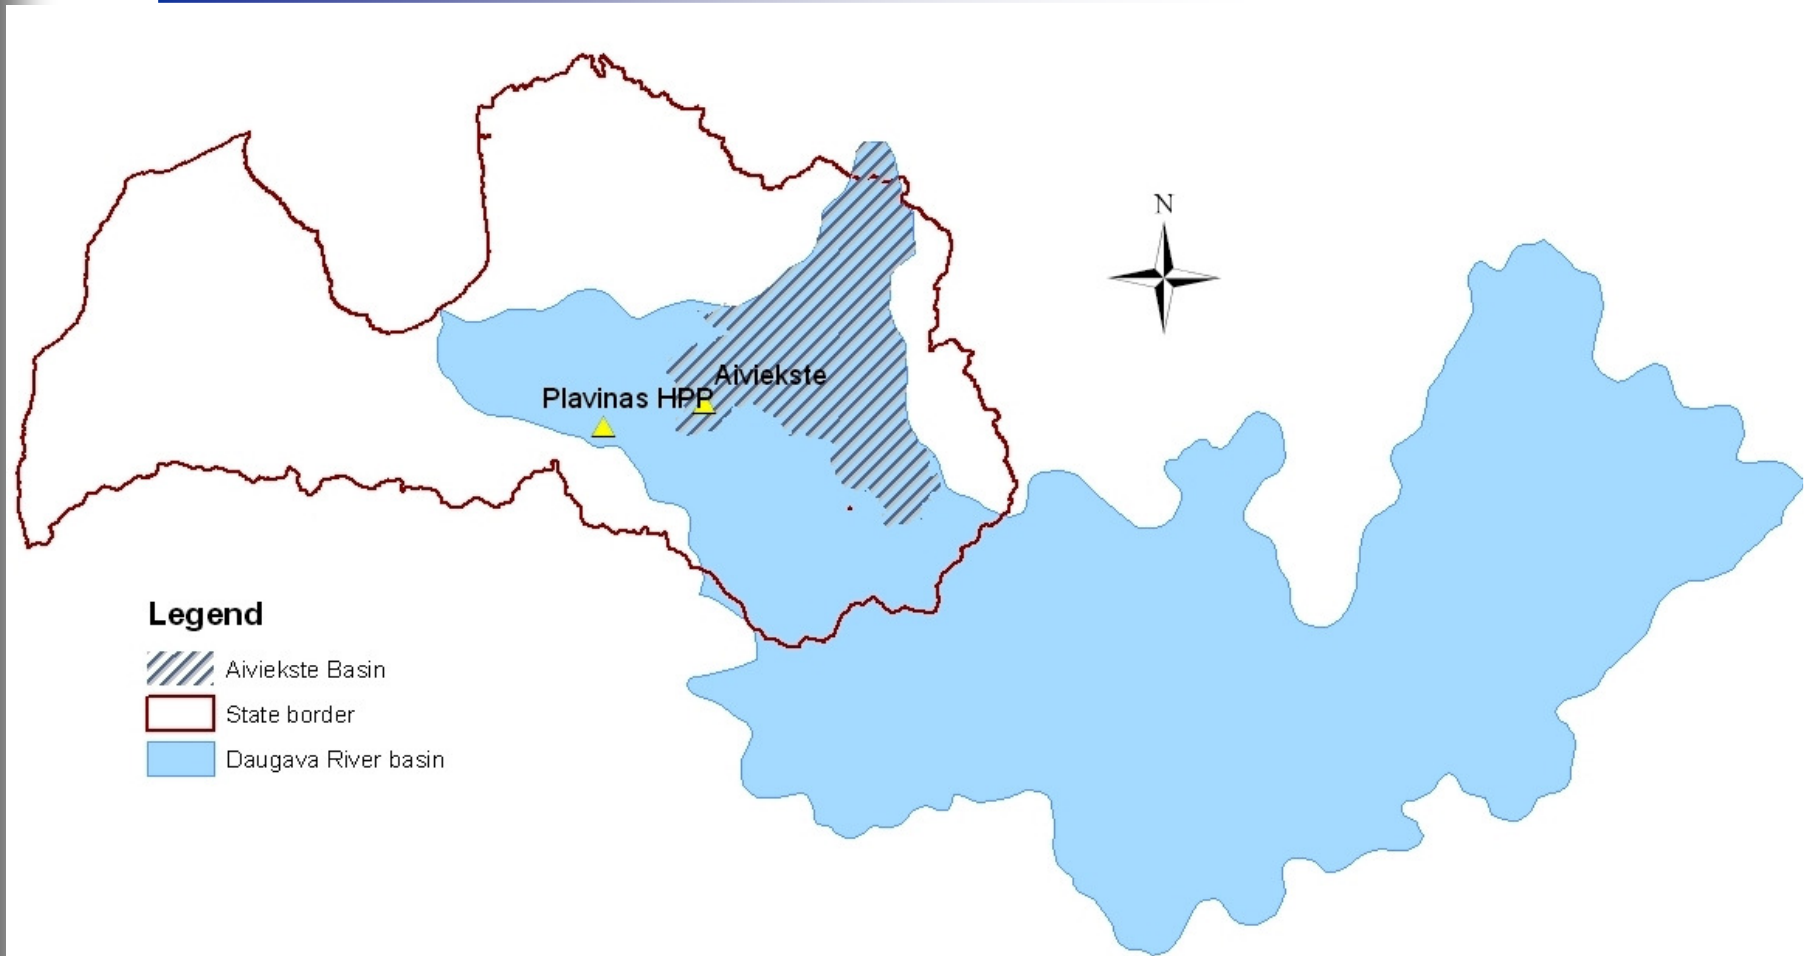 N
Aiviekste
Plavinas HPP
Legend
Aiviekste Basin
State border
Daugava River basin